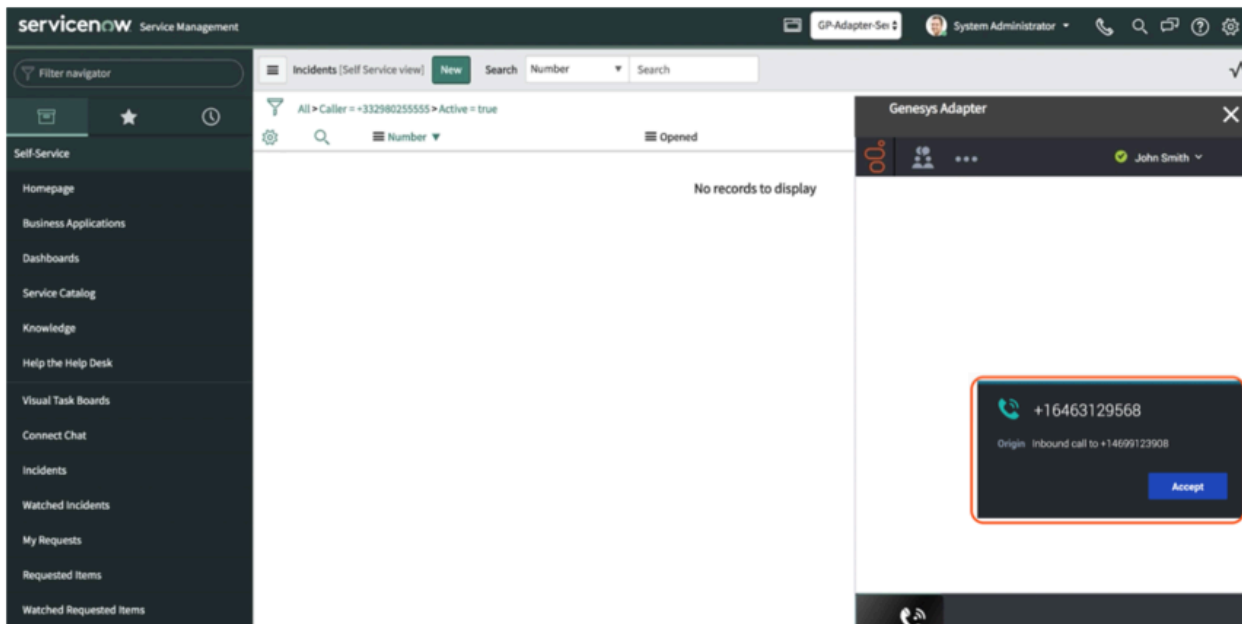 servicenow Service Management
GP-Adapter-Ser
System Administrator
Filter navigator
Incidents [Self Service view] New Search Number Search
All > Caller = +332980255555 > Active = true
Number Opened
No records to display
Self-Service
Homepage
Business Applications
Dashboards
Service Catalog
Knowledge
Help the Help Desk
Visual Task Boards
Connect Chat
Incidents
Watched Incidents
My Requests
Requested Items
Watched Requested Items
Genesys Adapter
John Smith
+16463129568
Origin Inbound call to +14699123908
Accept